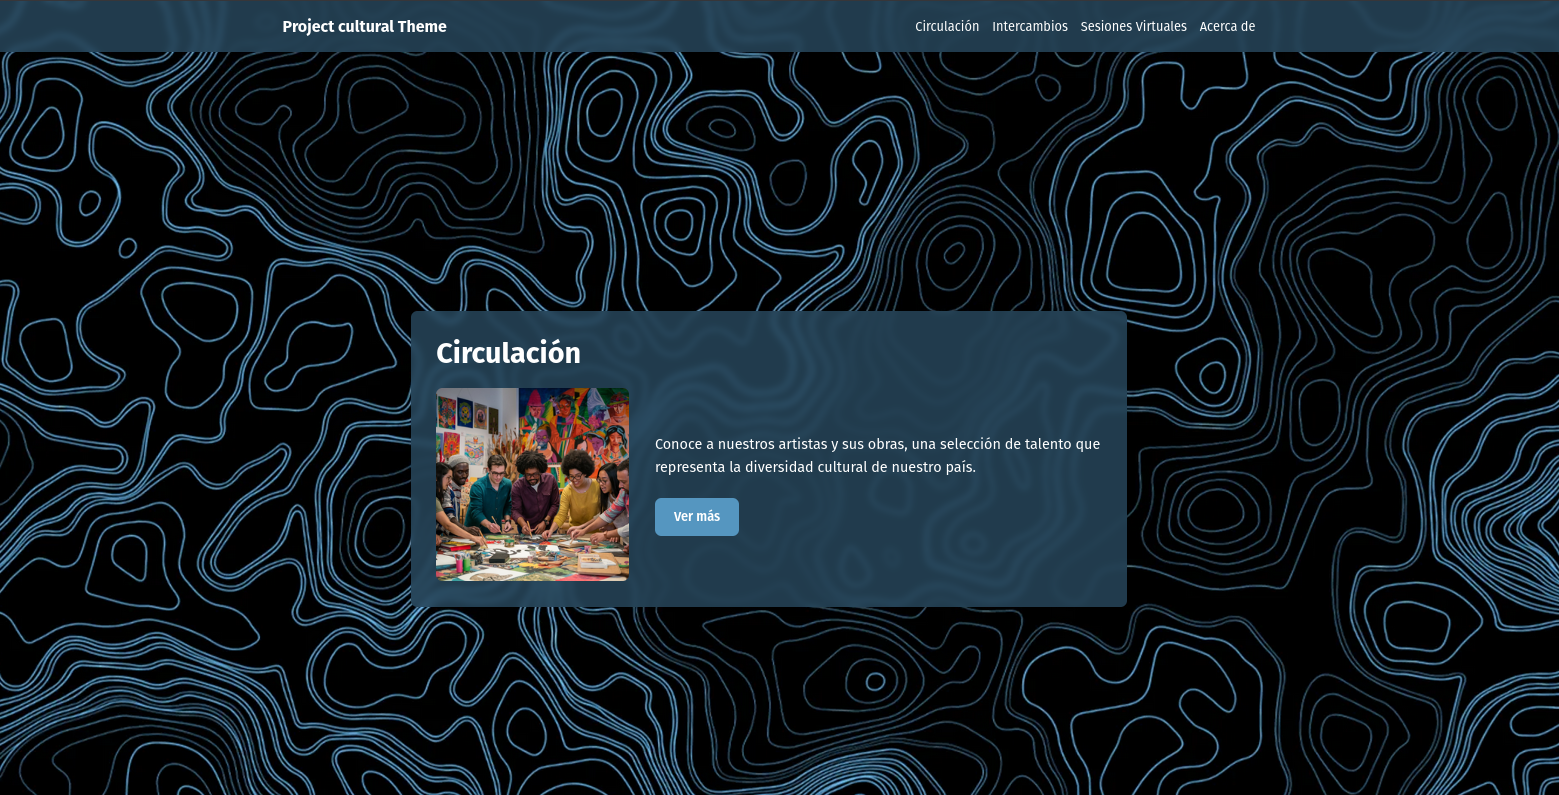 Project cultural Theme
Circulación Intercambios Sesiones Virtuales Acerca de
Circulación
Conoce a nuestros artistas y sus obras, una selección de talento que
representa la diversidad cultural de nuestro país.
Ver más